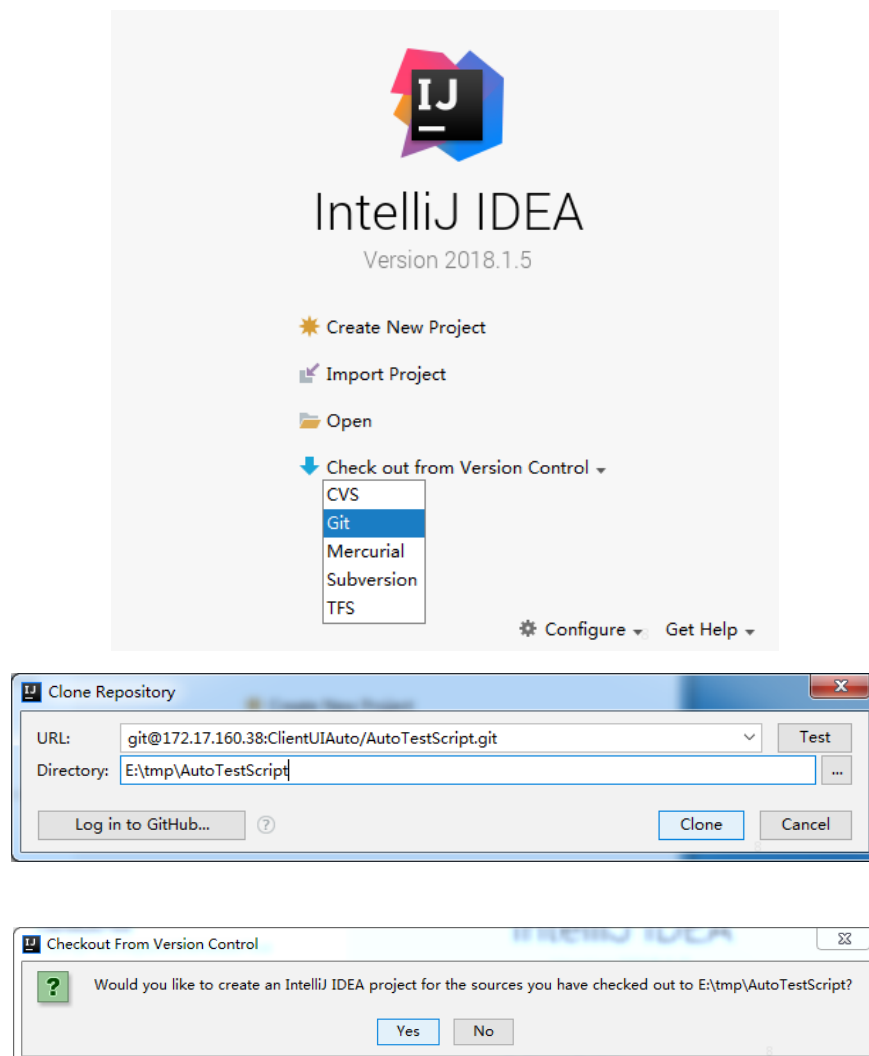 IJ
IntelliJ IDEA
Version 2018.1.5
Create New Project
Import Project
Open
Check out from Version Control
CVS
Git
Mercurial
Subversion
TFS
Configure Get Help
Clone Repository
URL: git@172.17.160.38:ClientUIAuto/AutoTestScript.git Test
Directory: E:\tmp\AutoTestScript ...
Log in to GitHub... ? Clone Cancel
Checkout From Version Control
? Would you like to create an IntelliJ IDEA project for the sources you have checked out to E:\tmp\AutoTestScript?
Yes No